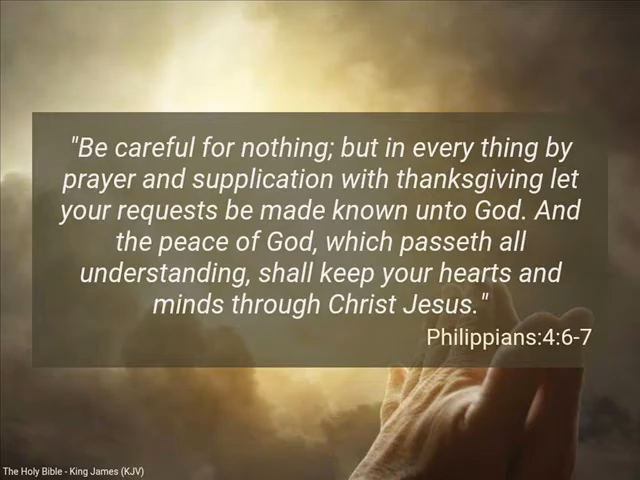 "Be careful for nothing; but in every thing by
prayer and supplication with thanksgiving let
your requests be made known unto God. And
the peace of God, which passeth all
understanding, shall keep your hearts and
minds through Christ Jesus."
Philippians:4:6-7
The Holy Bible - King James (KJV)